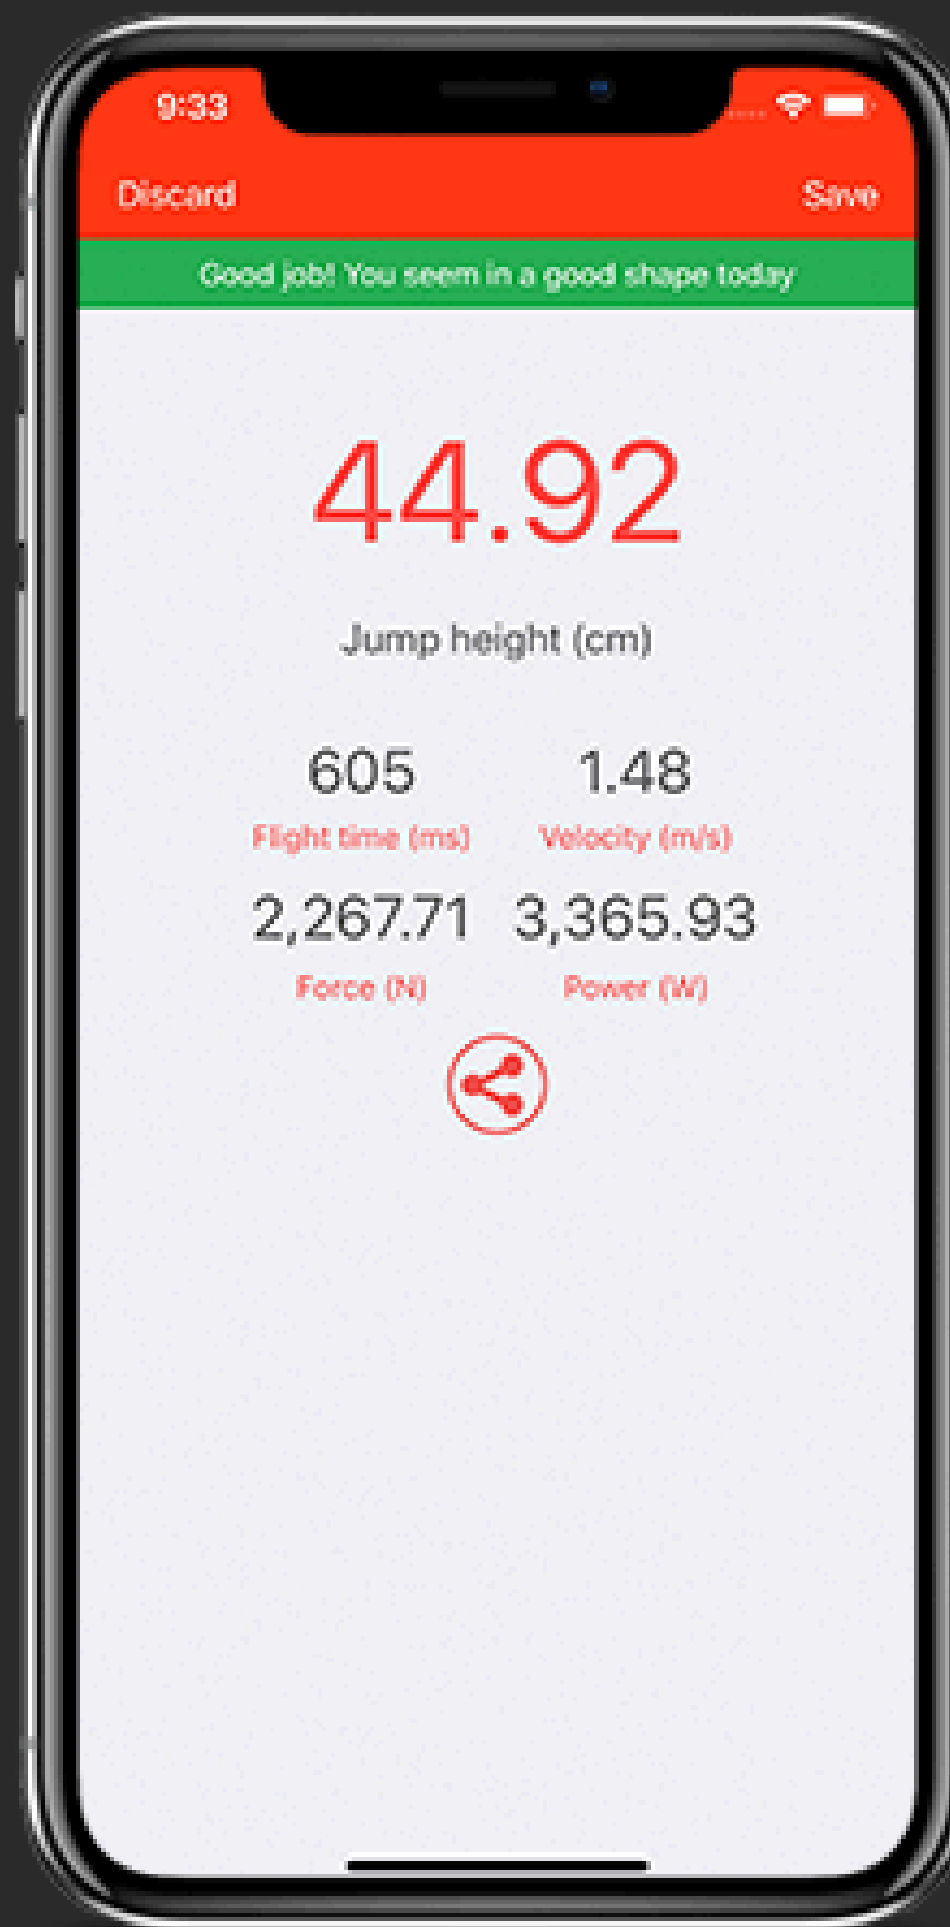 9:33
Discard Save
Good job! You seem in a good shape today
44.92
Jump height (cm)
605 1.48
Flight time (ms) Velocity (m/s)
2,267.71 3,365.93
Force (N) Power (W)